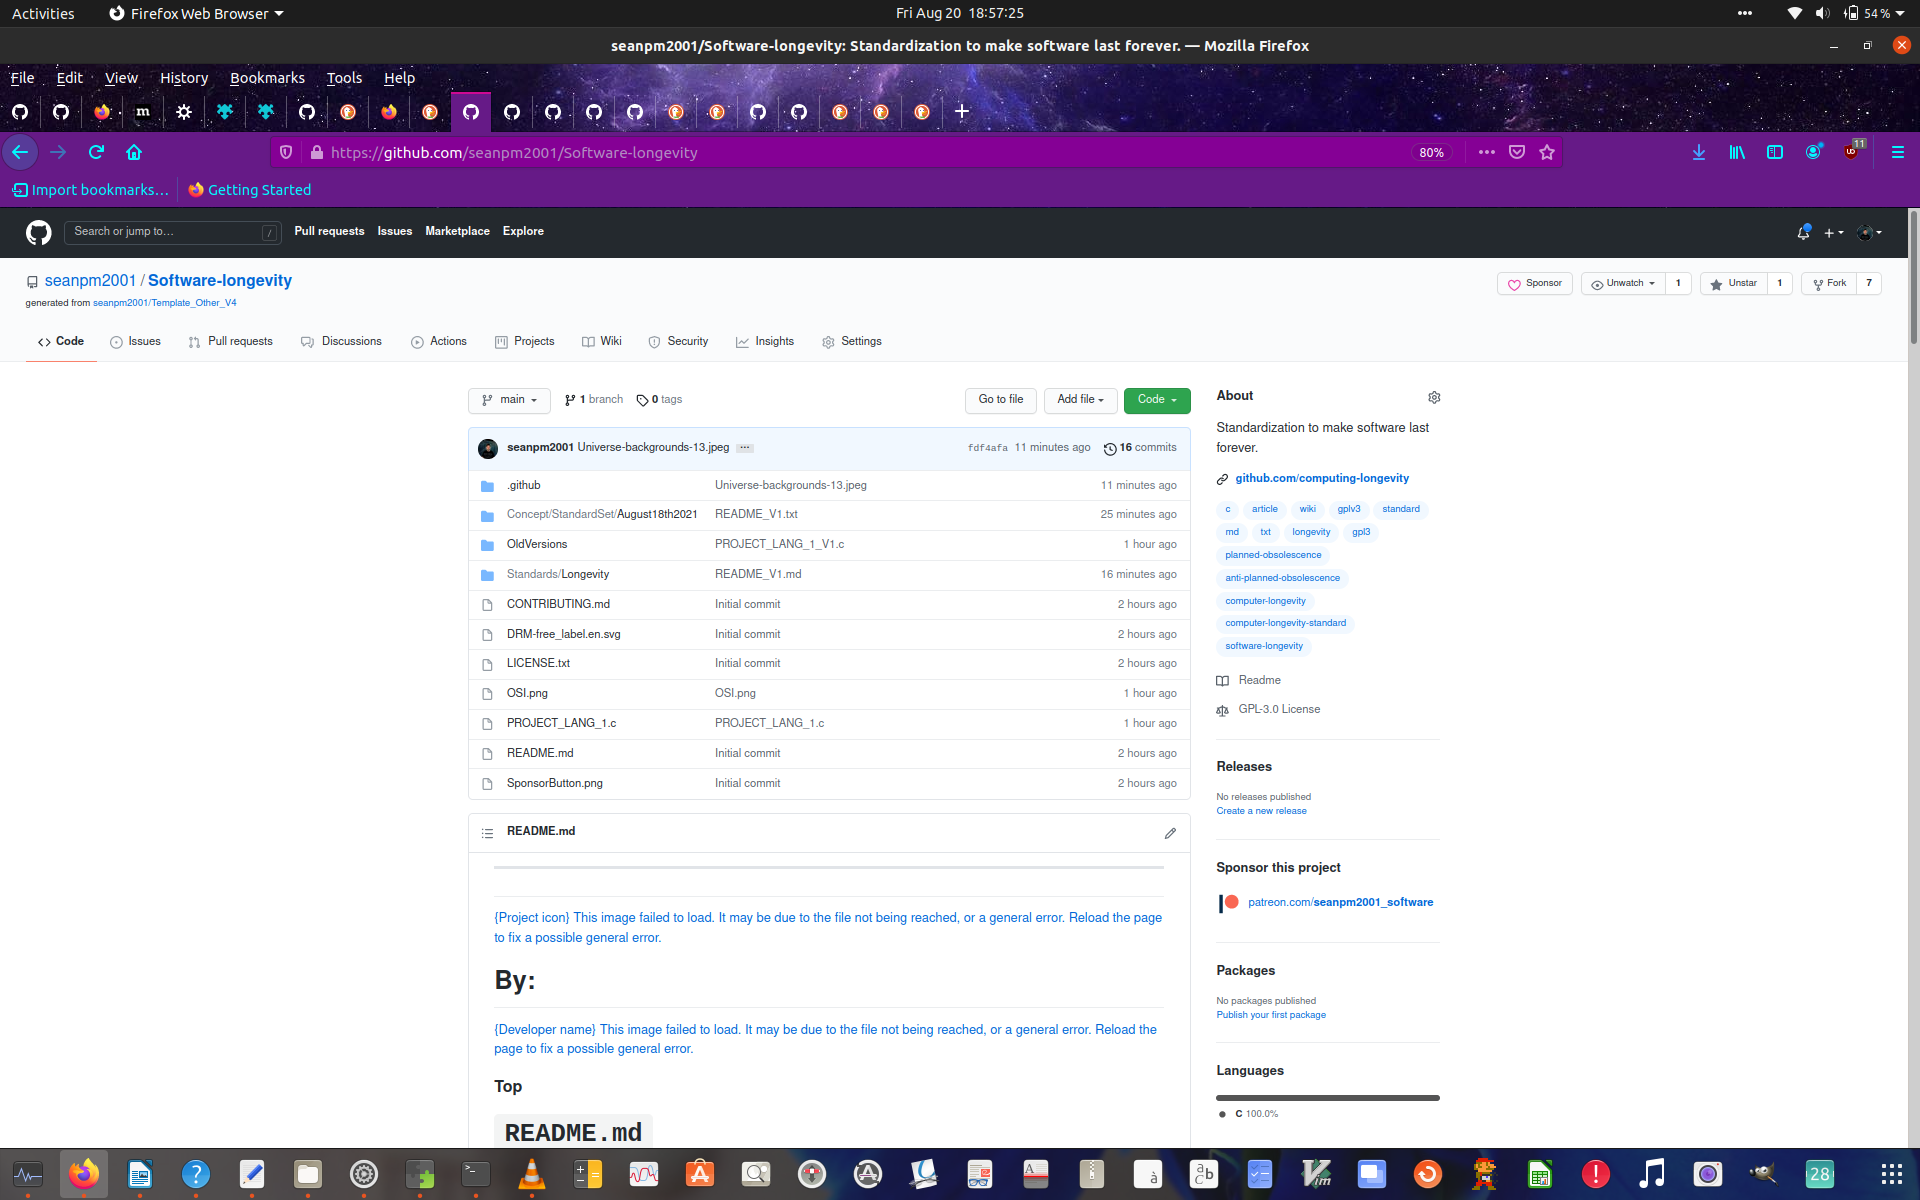 Activities
Firefox Web Browser
Fri Aug 20 18:57:25
54 %
seanpm2001/Software-longevity: Standardization to make software last forever. — Mozilla Firefox
File Edit View History Bookmarks Tools Help
https://github.com/seanpm2001/Software-longevity
80%
11
Import bookmarks...
Getting Started
Search or jump to...
/
Pull requests Issues Marketplace Explore
seanpm2001 / Software-longevity
generated from seanpm2001/Template_Other_V4
Sponsor
Unwatch 1
Unstar 1
Fork 7
Code Issues Pull requests Discussions Actions Projects Wiki Security Insights Settings
main
1 branch
0 tags
Go to file
Add file
Code
seanpm2001 Universe-backgrounds-13.jpeg ...
fdf4afa 11 minutes ago
16 commits
.github Universe-backgrounds-13.jpeg 11 minutes ago
Concept/StandardSet/August18th2021 README_V1.txt 25 minutes ago
OldVersions PROJECT_LANG_1_V1.c 1 hour ago
Standards/Longevity README_V1.md 16 minutes ago
CONTRIBUTING.md Initial commit 2 hours ago
DRM-free_label.en.svg Initial commit 2 hours ago
LICENSE.txt Initial commit 2 hours ago
OSI.png OSI.png 1 hour ago
PROJECT_LANG_1.c PROJECT_LANG_1.c 1 hour ago
README.md Initial commit 2 hours ago
SponsorButton.png Initial commit 2 hours ago
README.md
{Project icon} This image failed to load. It may be due to the file not being reached, or a general error. Reload the page
to fix a possible general error.
By:
{Developer name} This image failed to load. It may be due to the file not being reached, or a general error. Reload the
page to fix a possible general error.
Top
README.md
About
Standardization to make software last
forever.
github.com/computing-longevity
c article wiki gplv3 standard
md txt longevity gpl3
planned-obsolescence
anti-planned-obsolescence
computer-longevity
computer-longevity-standard
software-longevity
Readme
GPL-3.0 License
Releases
No releases published
Create a new release
Sponsor this project
patreon.com/seanpm2001_software
Packages
No packages published
Publish your first package
Languages
C 100.0%
28